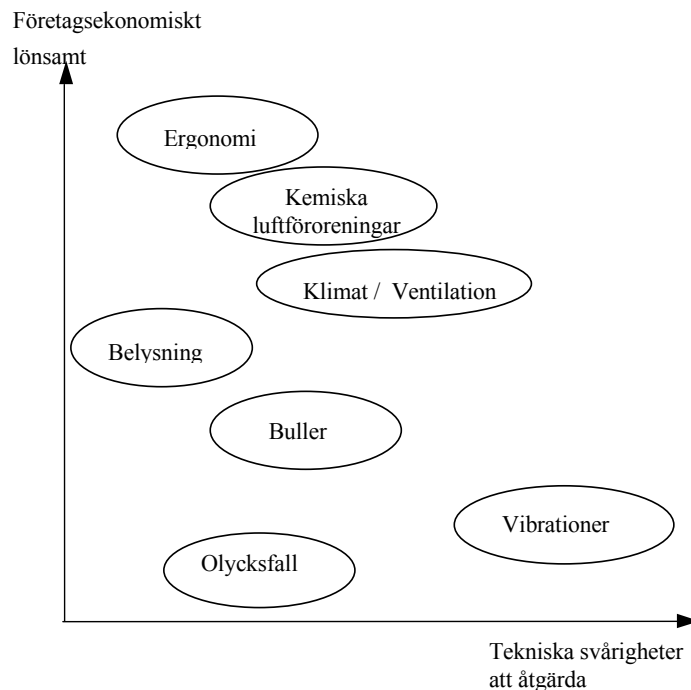 Företagsekonomiskt
lönsamt
Ergonomi
Kemiska
luftföroreningar
Klimat / Ventilation
Belysning
Buller
Vibrationer
Olycksfall
Tekniska svårigheter
att åtgärda